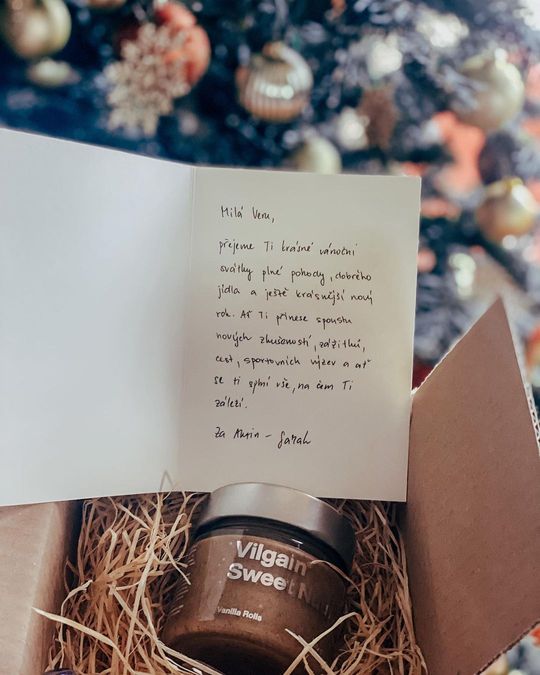 Milá Veru,
přejeme Ti krásné vánoční
svátky plné pohody, dobrého
jídla a ještě krásnější nový
rok. Ať Ti přinese spoustu
nových zkušeností, zážitků,
cest, sportovních výzev a ať
se ti splní vše, na čem Ti
záleží.
Za Aktin - Sarah
Vilgain
Sweet
Vanilla Rolls